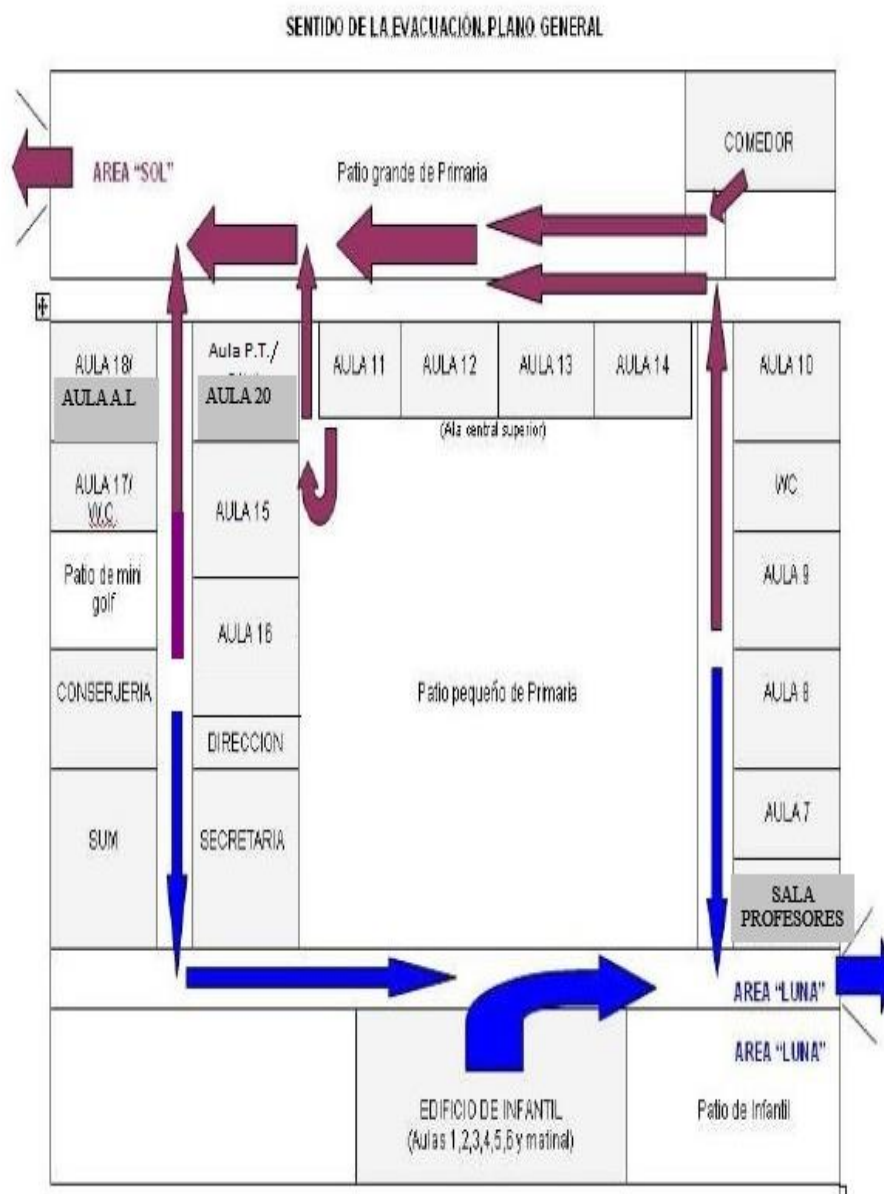 SENTIDO DE LA EVACUACIÓN. PLANO GENERAL
COMEDOR
AREA "SOL"
Patio grande de Primaria
AULA 18/
AULA A.L
Aula P.T./
AULA 20
AULA 11
AULA 12
AULA 13
AULA 14
AULA 10
(Ala central superior)
AULA 17/
W.C.
AULA 15
WC
Patio de mini
golf
AULA 9
AULA 16
CONSERJERIA
Patio pequeño de Primaria
AULA 8
DIRECCION
AULA 7
SUM
SECRETARIA
SALA
PROFESORES
AREA "LUNA"
AREA "LUNA"
EDIFICIO DE INFANTIL
(Aulas 1,2,3,4,5,6 y matinal)
Patio de Infantil